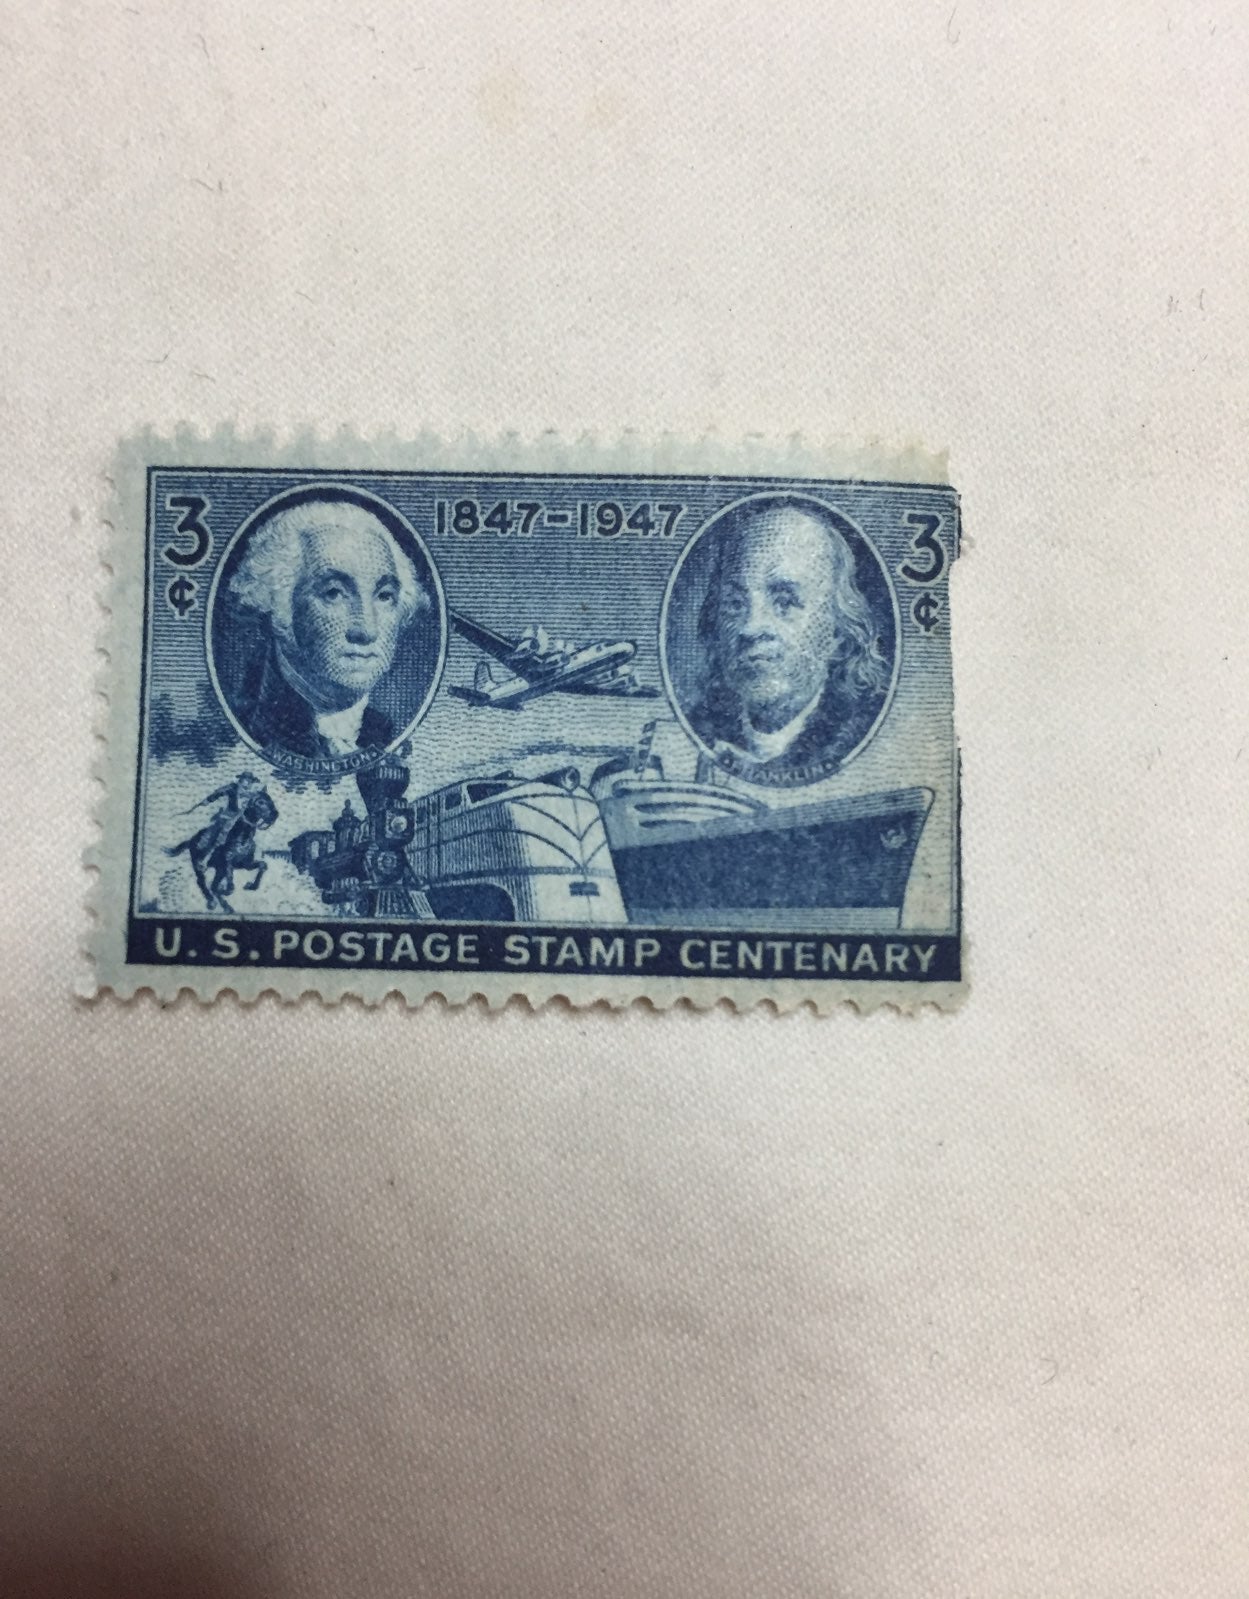 3¢
1847-1947
3¢
WASHINGTON
FRANKLIN
U.S. POSTAGE STAMP CENTENARY